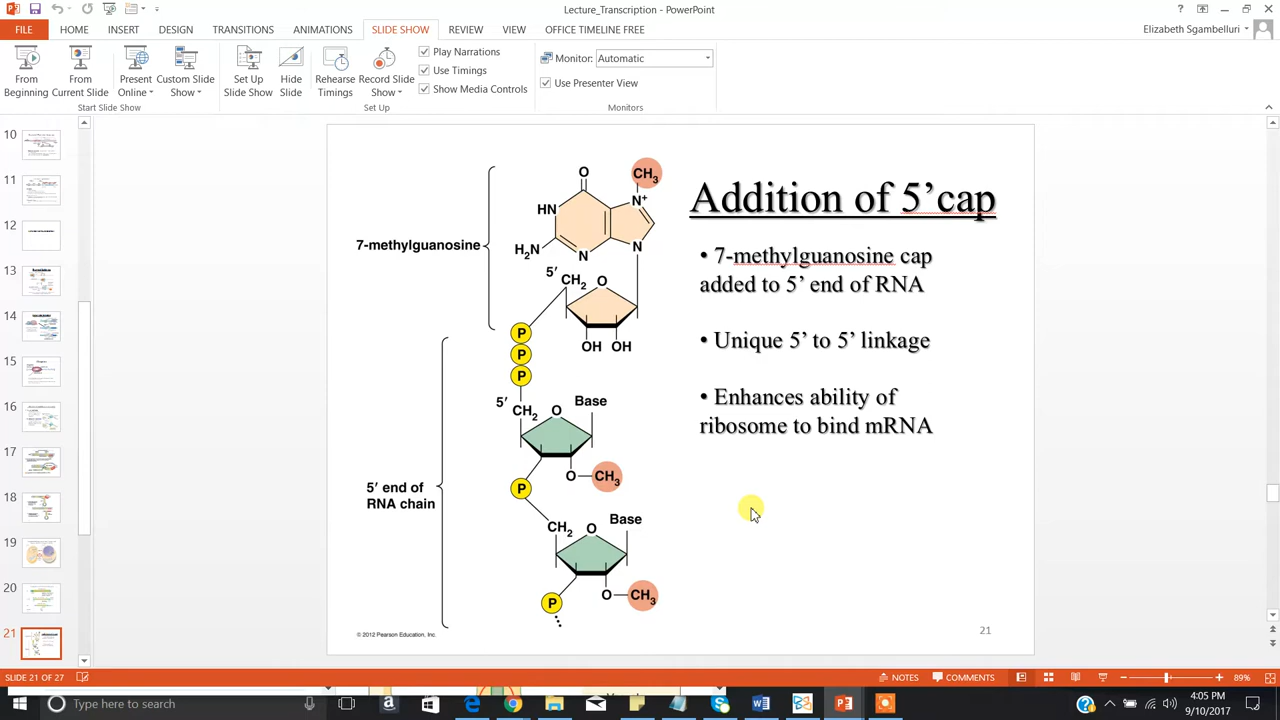 Lecture_Transcription - PowerPoint
FILE HOME INSERT DESIGN TRANSITIONS ANIMATIONS SLIDE SHOW REVIEW VIEW OFFICE TIMELINE FREE
Elizabeth Sgambelluri
From Beginning
From Current Slide
Present Online
Custom Slide Show
Set Up Slide Show
Hide Slide
Rehearse Timings
Record Slide Show
Play Narrations
Use Timings
Show Media Controls
Monitor: Automatic
Use Presenter View
Start Slide Show
Set Up
Monitors
10
11
12
13
14
15
16
17
18
19
20
21
Addition of 5’cap
• 7-methylguanosine cap
added to 5’ end of RNA
• Unique 5’ to 5’ linkage
• Enhances ability of
ribosome to bind mRNA
7-methylguanosine
O
CH3
HN
N+
H2N
N
N
5′
CH2
O
OH OH
P
P
P
5′
CH2
O
Base
O CH3
P
5′ end of
RNA chain
CH2
O
Base
O CH3
P
© 2012 Pearson Education, Inc.
21
SLIDE 21 OF 27
NOTES
COMMENTS
89%
Type here to search
4:05 PM
9/10/2017